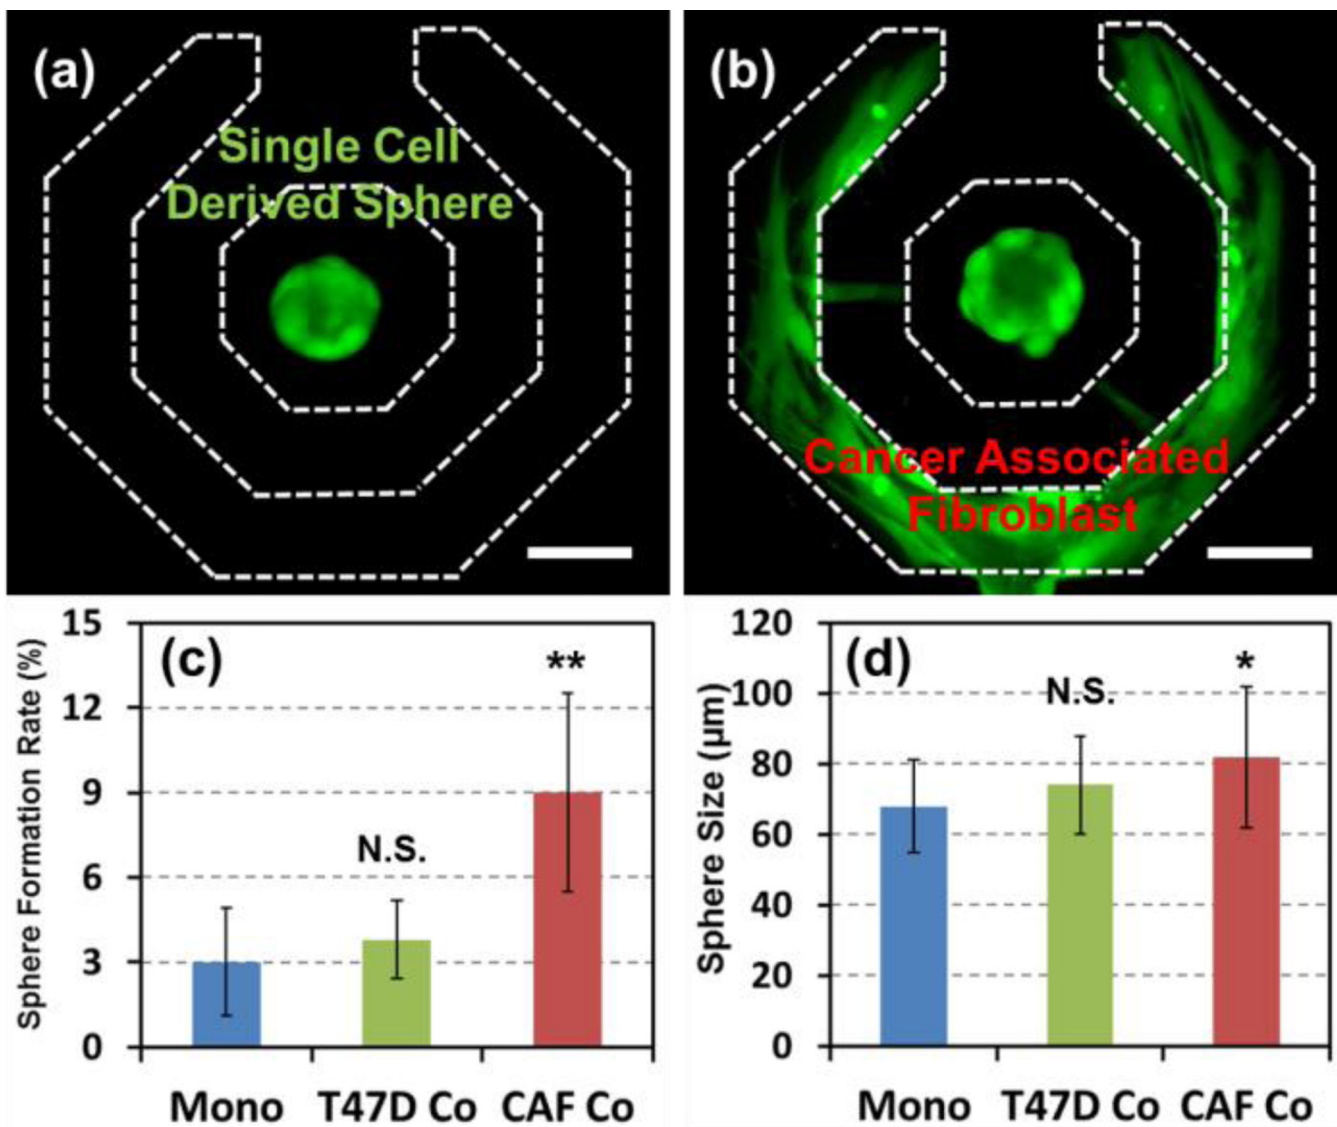 (a)
Single Cell
Derived Sphere
(b)
Cancer Associated
Fibroblast
(c)
Sphere Formation Rate (%)
15
12
9
6
3
0
N.S.
**
Mono T47D Co CAF Co
(d)
Sphere Size (µm)
120
100
80
60
40
20
0
N.S.
*
Mono T47D Co CAF Co